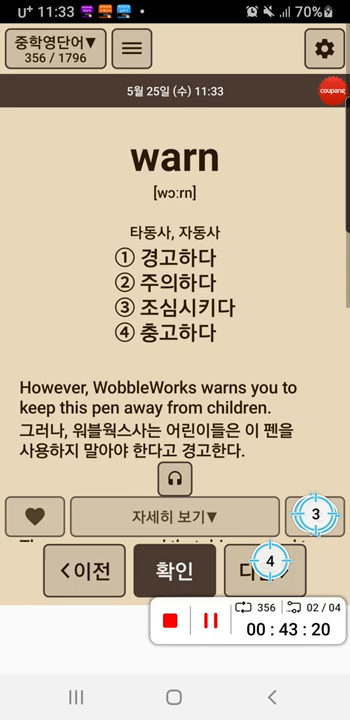 U+ 11:33 70%
중학영단어▼
356 / 1796
5월 25일 (수) 11:33
coupang
warn
[wɔːrn]
타동사, 자동사
① 경고하다
② 주의하다
③ 조심시키다
④ 충고하다
However, WobbleWorks warns you to
keep this pen away from children.
그러나, 워블웍스사는 어린이들은 이 펜을
사용하지 말아야 한다고 경고한다.
자세히 보기▼
3
<이전
확인
4
356 02 / 04
00 : 43 : 20